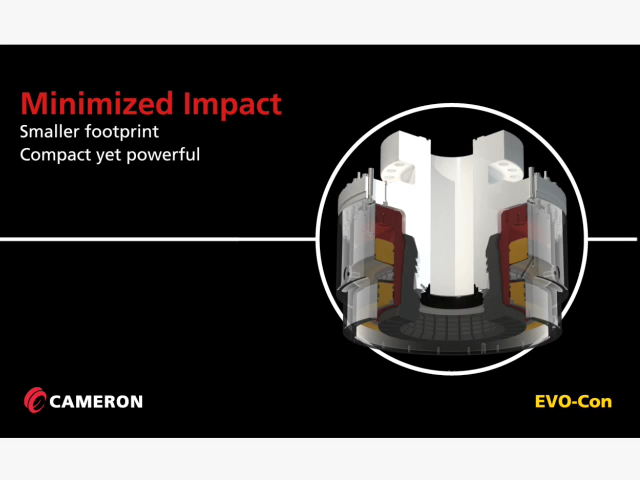 Minimized Impact
Smaller footprint
Compact yet powerful
CAMERON
EVO-Con